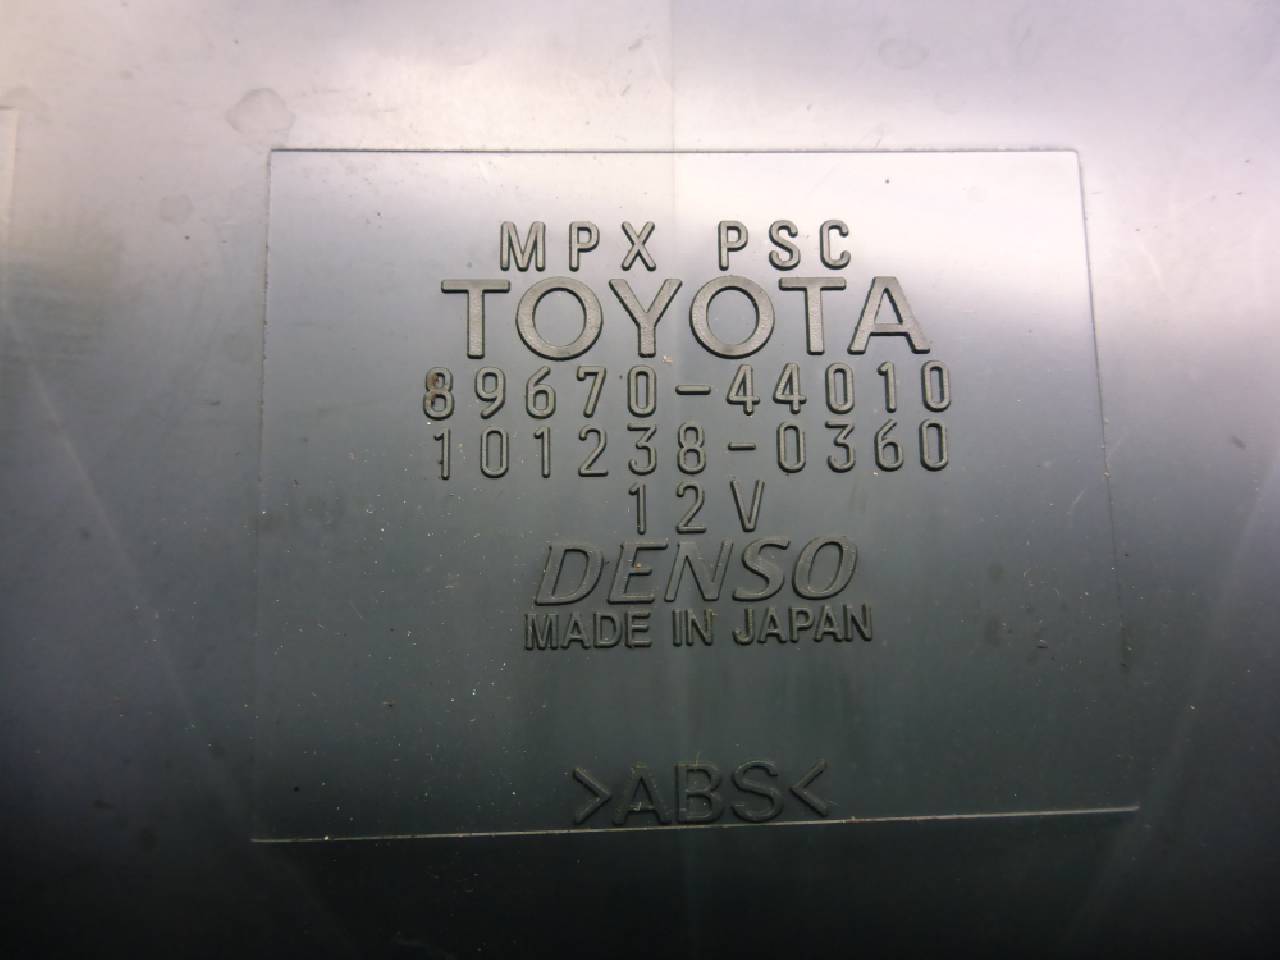 MPX PSC
TOYOTA
89670-44010
101238-0360
12V
DENSO
MADE IN JAPAN
>ABS<